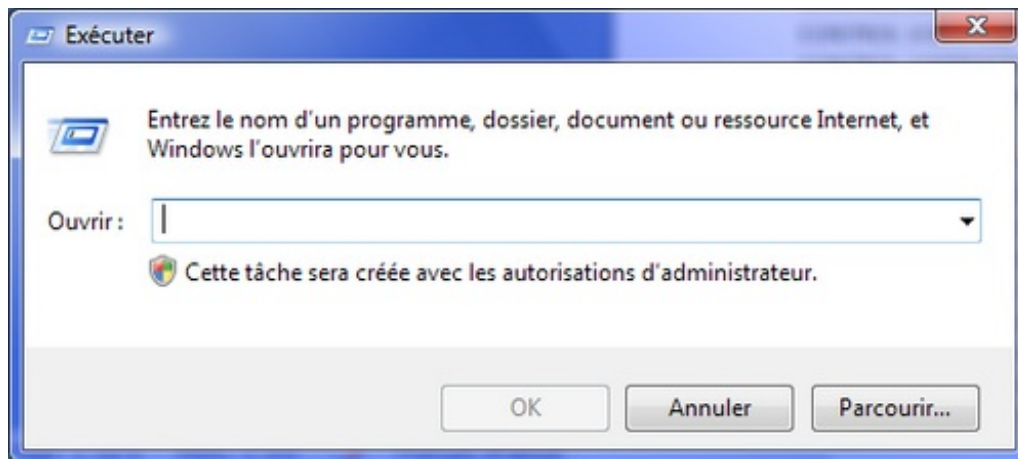 Exécuter
Entrez le nom d'un programme, dossier, document ou ressource Internet, et
Windows l'ouvrira pour vous.
Ouvrir :
Cette tâche sera créée avec les autorisations d'administrateur.
OK
Annuler
Parcourir...